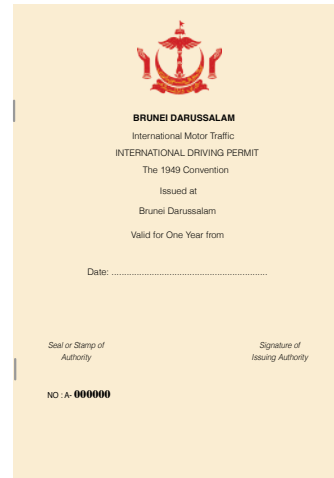 BRUNEI DARUSSALAM
International Motor Traffic
INTERNATIONAL DRIVING PERMIT
The 1949 Convention
Issued at
Brunei Darussalam
Valid for One Year from
Date: ..............................................................
Seal or Stamp of
Authority
Signature of
Issuing Authority
NO : A- 000000